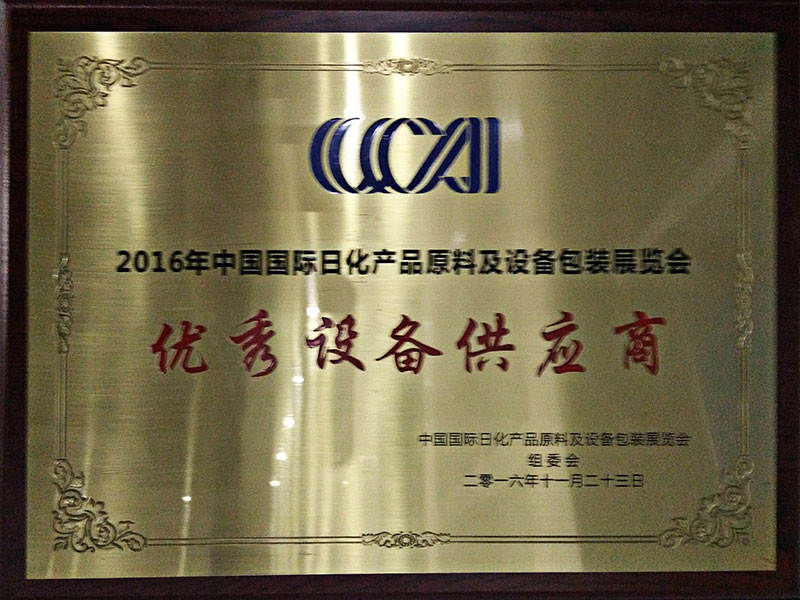 CCAI
2016年中国国际日化产品原料及设备包装展览会
优秀设备供应商
中国国际日化产品原料及设备包装展览会
组委会
二零一六年十一月二十三日